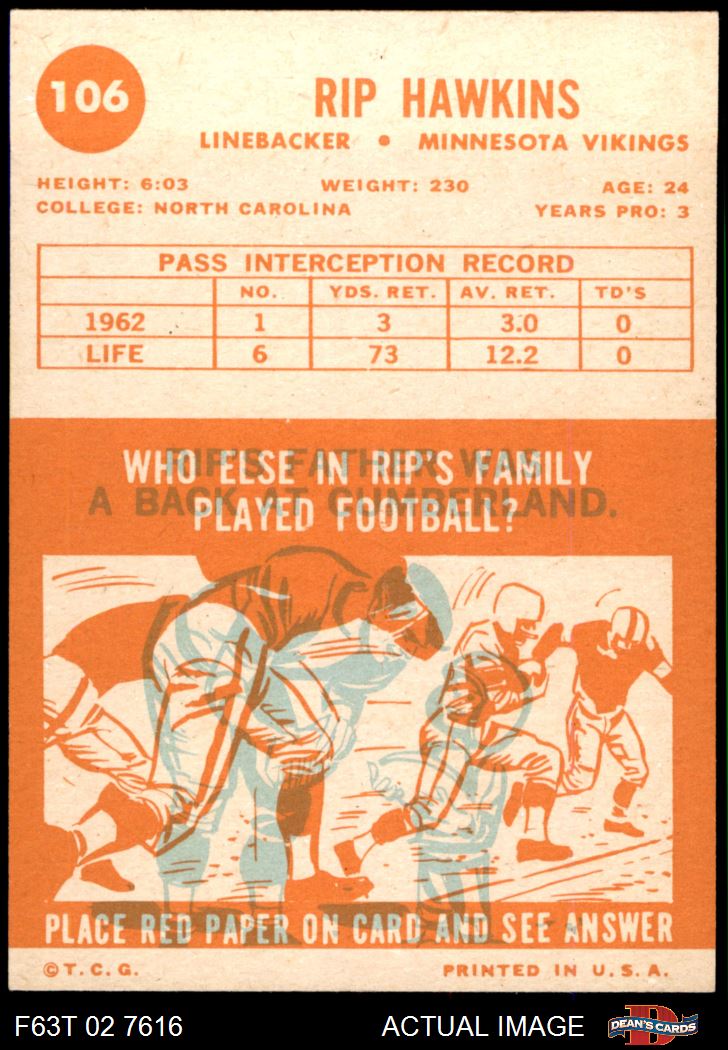 106
RIP HAWKINS
LINEBACKER • MINNESOTA VIKINGS
HEIGHT: 6:03 WEIGHT: 230 AGE: 24
COLLEGE: NORTH CAROLINA YEARS PRO: 3
PASS INTERCEPTION RECORD
NO. YDS. RET. AV. RET. TD'S
1962 1 3 3.0 0
LIFE 6 73 12.2 0
WHO ELSE IN RIP'S FAMILY
PLAYED FOOTBALL?
RIP'S FATHER WAS
A BACK AT CUMBERLAND.
PLACE RED PAPER ON CARD AND SEE ANSWER
©T.C.G. PRINTED IN U.S.A.
F63T 02 7616 ACTUAL IMAGE D DEAN'S CARDS